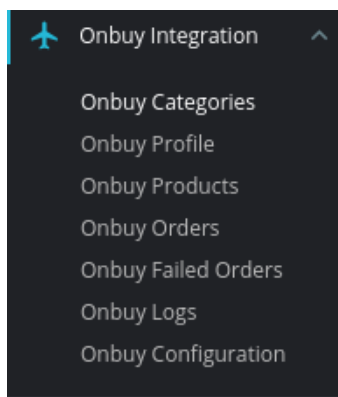 Onbuy Integration
Onbuy Categories
Onbuy Profile
Onbuy Products
Onbuy Orders
Onbuy Failed Orders
Onbuy Logs
Onbuy Configuration